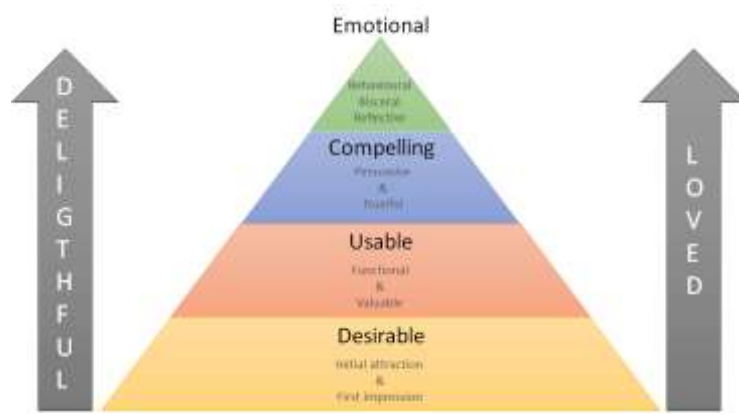 Emotional
Behavioural
Visceral
Reflective
Compelling
Persuasive
&
Trustful
Usable
Functional
&
Valuable
Desirable
Initial attraction
&
First impression
DELIGTHFUL
LOVED